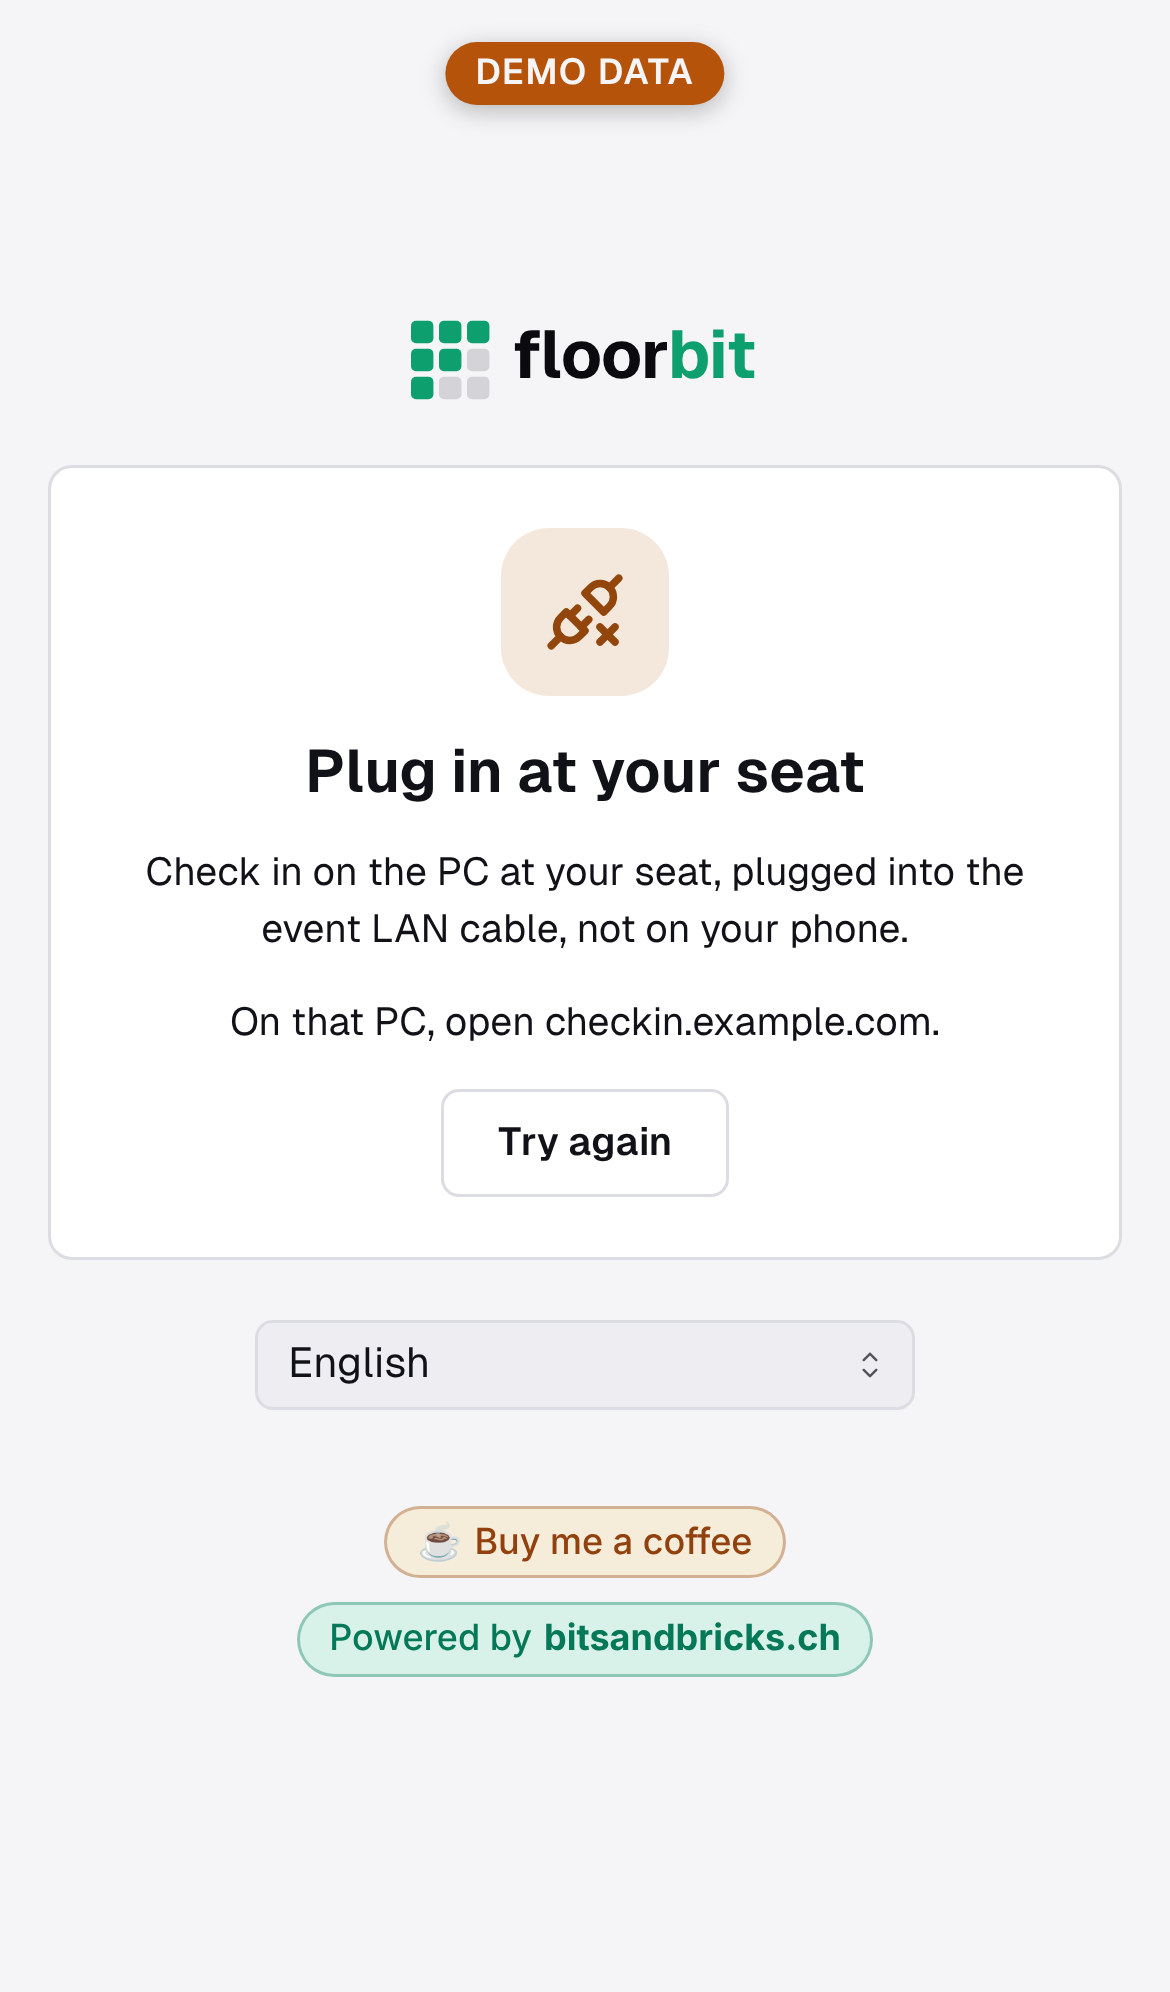 DEMO DATA
floorbit
Plug in at your seat
Check in on the PC at your seat, plugged into the
event LAN cable, not on your phone.
On that PC, open checkin.example.com.
Try again
English
☕ Buy me a coffee
Powered by bitsandbricks.ch